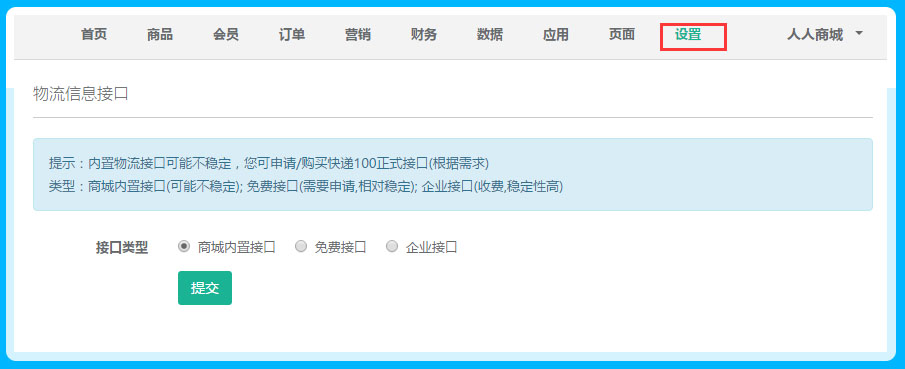 首页 商品 会员 订单 营销 财务 数据 应用 页面 设置 人人商城
物流信息接口
提示：内置物流接口可能不稳定，您可申请/购买快递100正式接口(根据需求)
类型：商城内置接口(可能不稳定); 免费接口(需要申请,相对稳定); 企业接口(收费,稳定性高)
接口类型 商城内置接口 免费接口 企业接口
提交